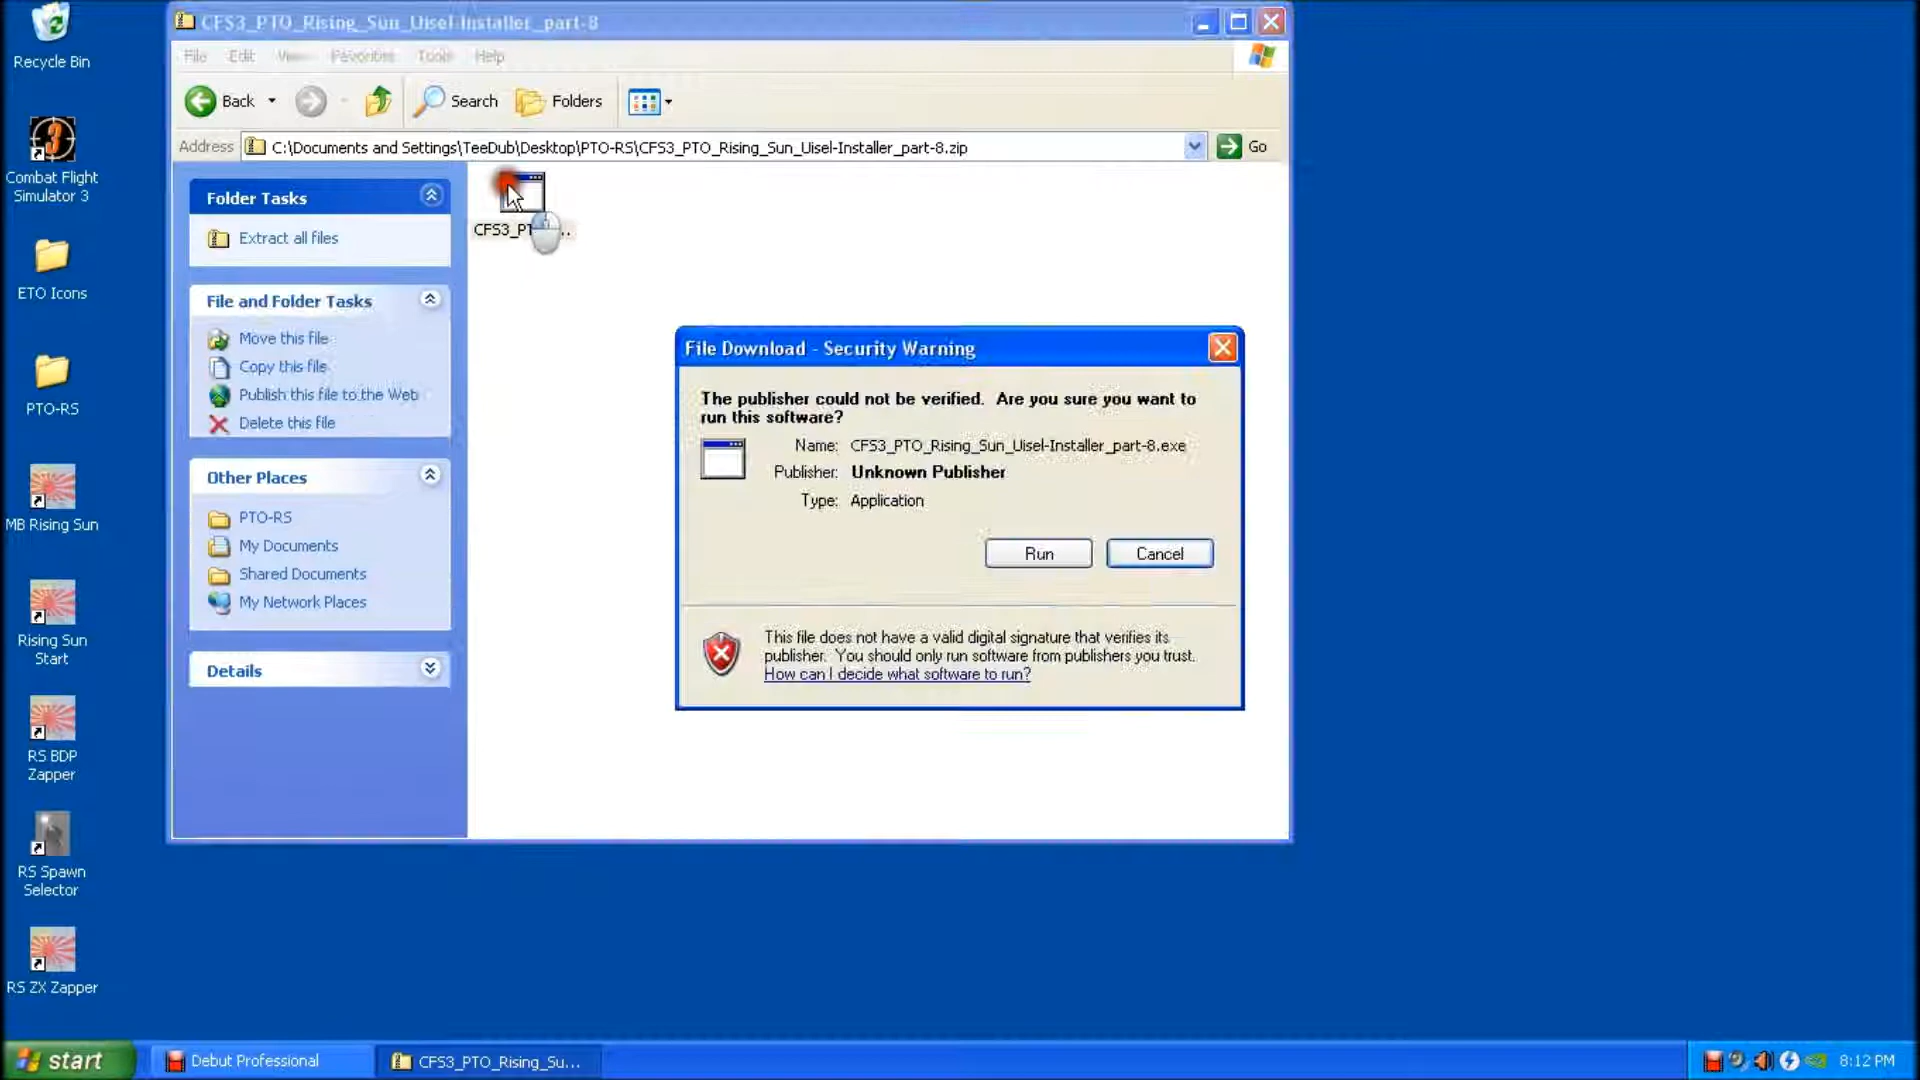 Recycle Bin
Combat Flight
Simulator 3
ETO Icons
PTO-RS
MB Rising Sun
Rising Sun
Start
RS BDP
Zapper
RS Spawn
Selector
RS ZX Zapper
CFS3_PTO_Rising_Sun_Uisel-Installer_part-8
File Edit View Favorites Tools Help
Back Search Folders
Address C:\Documents and Settings\TeeDub\Desktop\PTO-RS\CFS3_PTO_Rising_Sun_Uisel-Installer_part-8.zip Go
Folder Tasks
Extract all files
File and Folder Tasks
Move this file
Copy this file
Publish this file to the Web
Delete this file
Other Places
PTO-RS
My Documents
Shared Documents
My Network Places
Details
File Download - Security Warning
The publisher could not be verified. Are you sure you want to
run this software?
Name: CFS3_PTO_Rising_Sun_Uisel-Installer_part-8.exe
Publisher: Unknown Publisher
Type: Application
Run Cancel
This file does not have a valid digital signature that verifies its
publisher. You should only run software from publishers you trust.
How can I decide what software to run?
start Debut Professional CFS3_PTO_Rising_Su... 8:12 PM